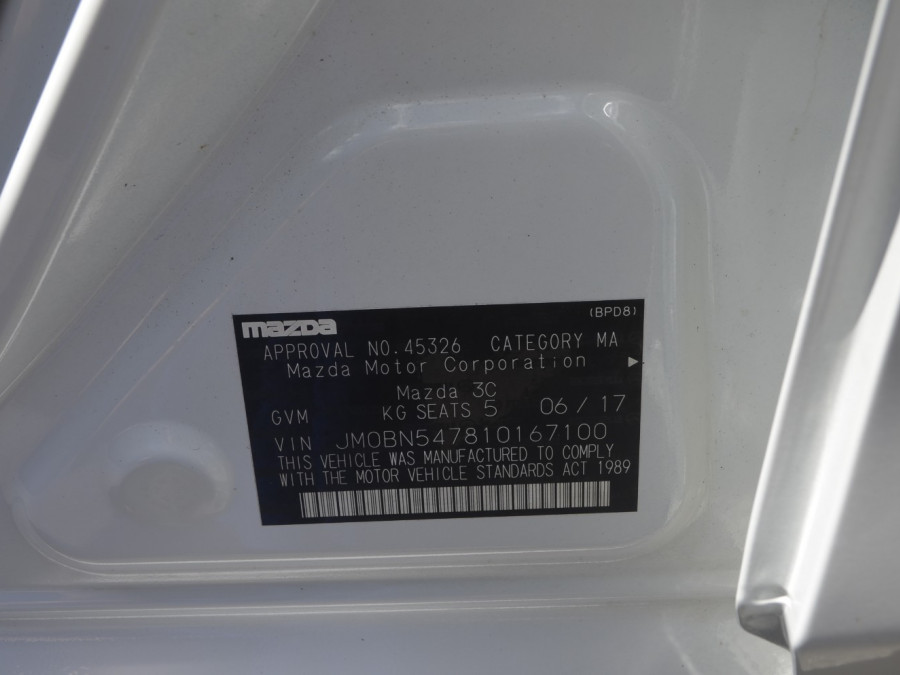 mazda (BPD8)
APPROVAL NO.45326 CATEGORY MA
Mazda Motor Corporation
Mazda 3C
GVM KG SEATS 5 06/17
VIN JM0BN547810167100
THIS VEHICLE WAS MANUFACTURED TO COMPLY
WITH THE MOTOR VEHICLE STANDARDS ACT 1989